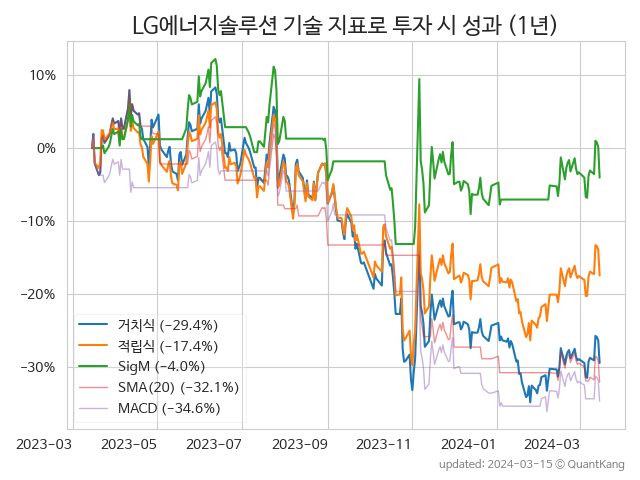 LG에너지솔루션 기술 지표로 투자 시 성과 (1년)
10%
0%
−10%
−20%
−30%
거치식 (−29.4%)
적립식 (−17.4%)
SigM (−4.0%)
SMA(20) (−32.1%)
MACD (−34.6%)
2023-03 2023-05 2023-07 2023-09 2023-11 2024-01 2024-03
updated: 2024-03-15 © QuantKang